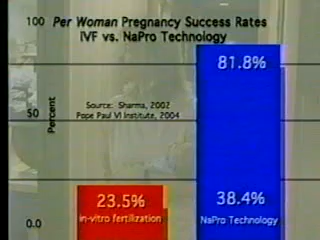 100 Per Woman Pregnancy Success Rates
IVF vs. NaPro Technology
81.8%
Source: Sharma, 2002
Pope Paul VI Institute, 2004
50
Percent
23.5%
in-vitro fertilization
38.4%
NaPro Technology
0.0